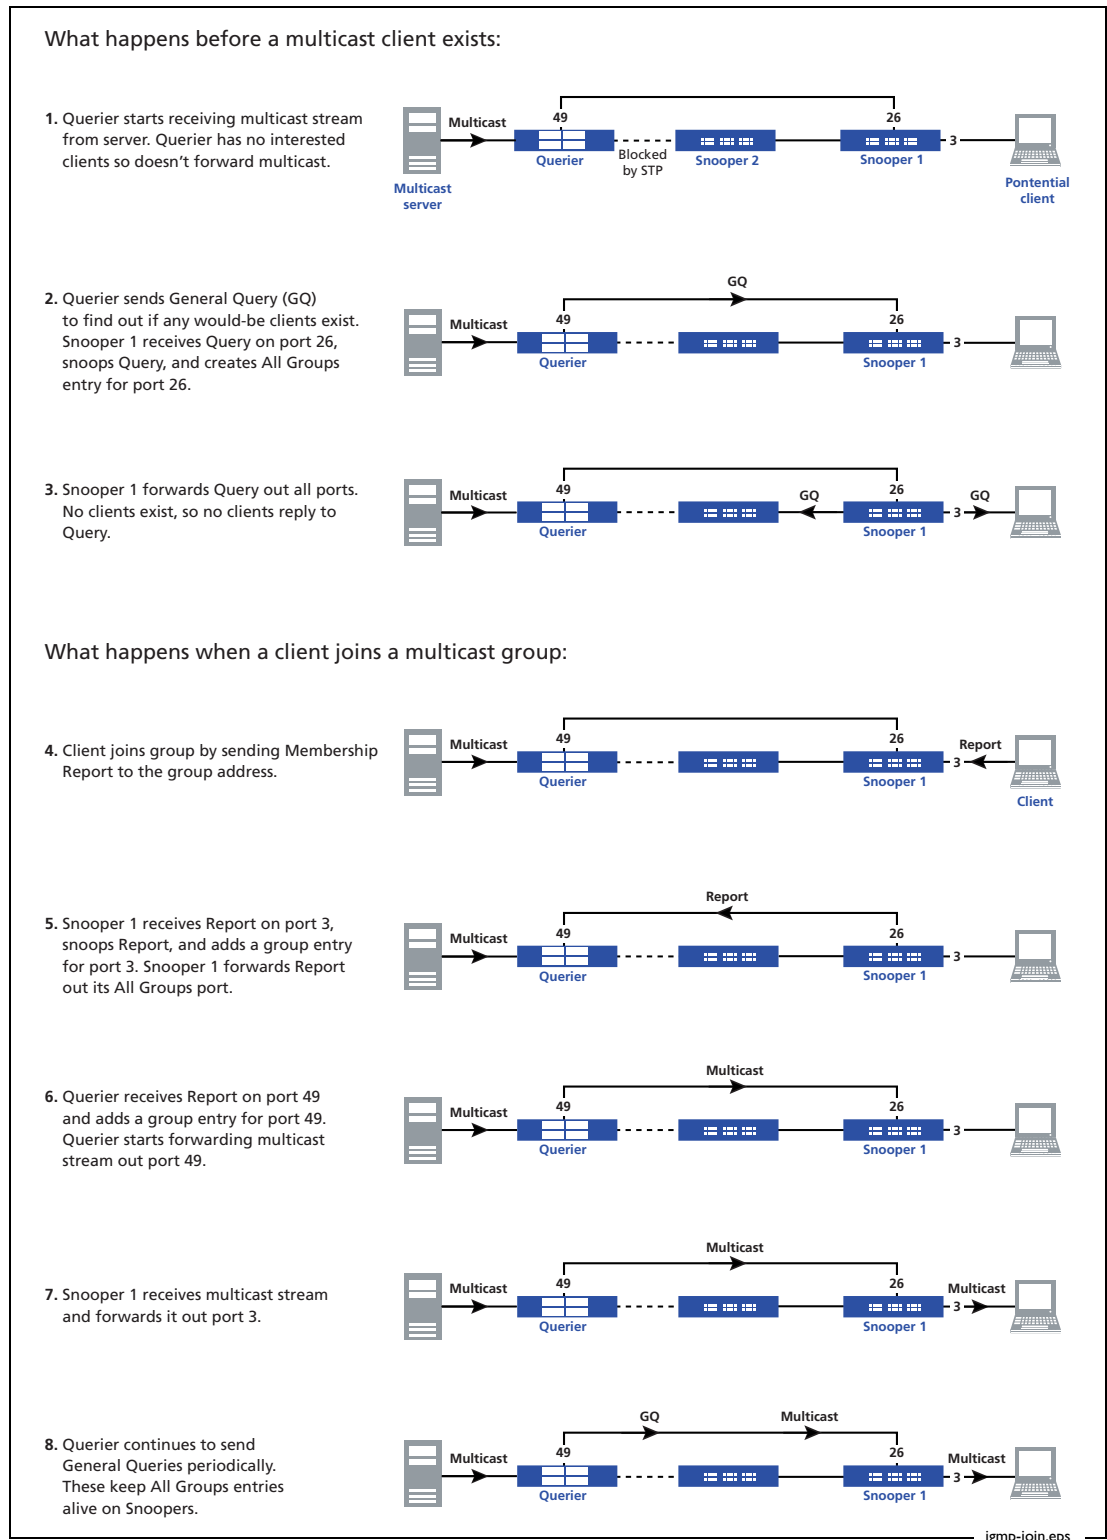 What happens before a multicast client exists:
1. Querier starts receiving multicast stream
from server. Querier has no interested
clients so doesn't forward multicast.
Multicast
49
26
3
Querier
Blocked
by STP
Snooper 2
Snooper 1
Multicast
server
Pontential
client
2. Querier sends General Query (GQ)
to find out if any would-be clients exist.
Snooper 1 receives Query on port 26,
snoops Query, and creates All Groups
entry for port 26.
GQ
Multicast
49
26
3
Querier
Snooper 1
3. Snooper 1 forwards Query out all ports.
No clients exist, so no clients reply to
Query.
Multicast
49
GQ
26
GQ
3
Querier
Snooper 1
What happens when a client joins a multicast group:
4. Client joins group by sending Membership
Report to the group address.
Multicast
49
26
Report
3
Querier
Snooper 1
Client
5. Snooper 1 receives Report on port 3,
snoops Report, and adds a group entry
for port 3. Snooper 1 forwards Report
out its All Groups port.
Report
Multicast
49
26
3
Querier
Snooper 1
6. Querier receives Report on port 49
and adds a group entry for port 49.
Querier starts forwarding multicast
stream out port 49.
Multicast
Multicast
49
26
3
Querier
Snooper 1
7. Snooper 1 receives multicast stream
and forwards it out port 3.
Multicast
Multicast
49
26
Multicast
3
Querier
Snooper 1
8. Querier continues to send
General Queries periodically.
These keep All Groups entries
alive on Snoopers.
GQ
Multicast
Multicast
49
26
Multicast
3
Querier
Snooper 1
igmp-join.eps